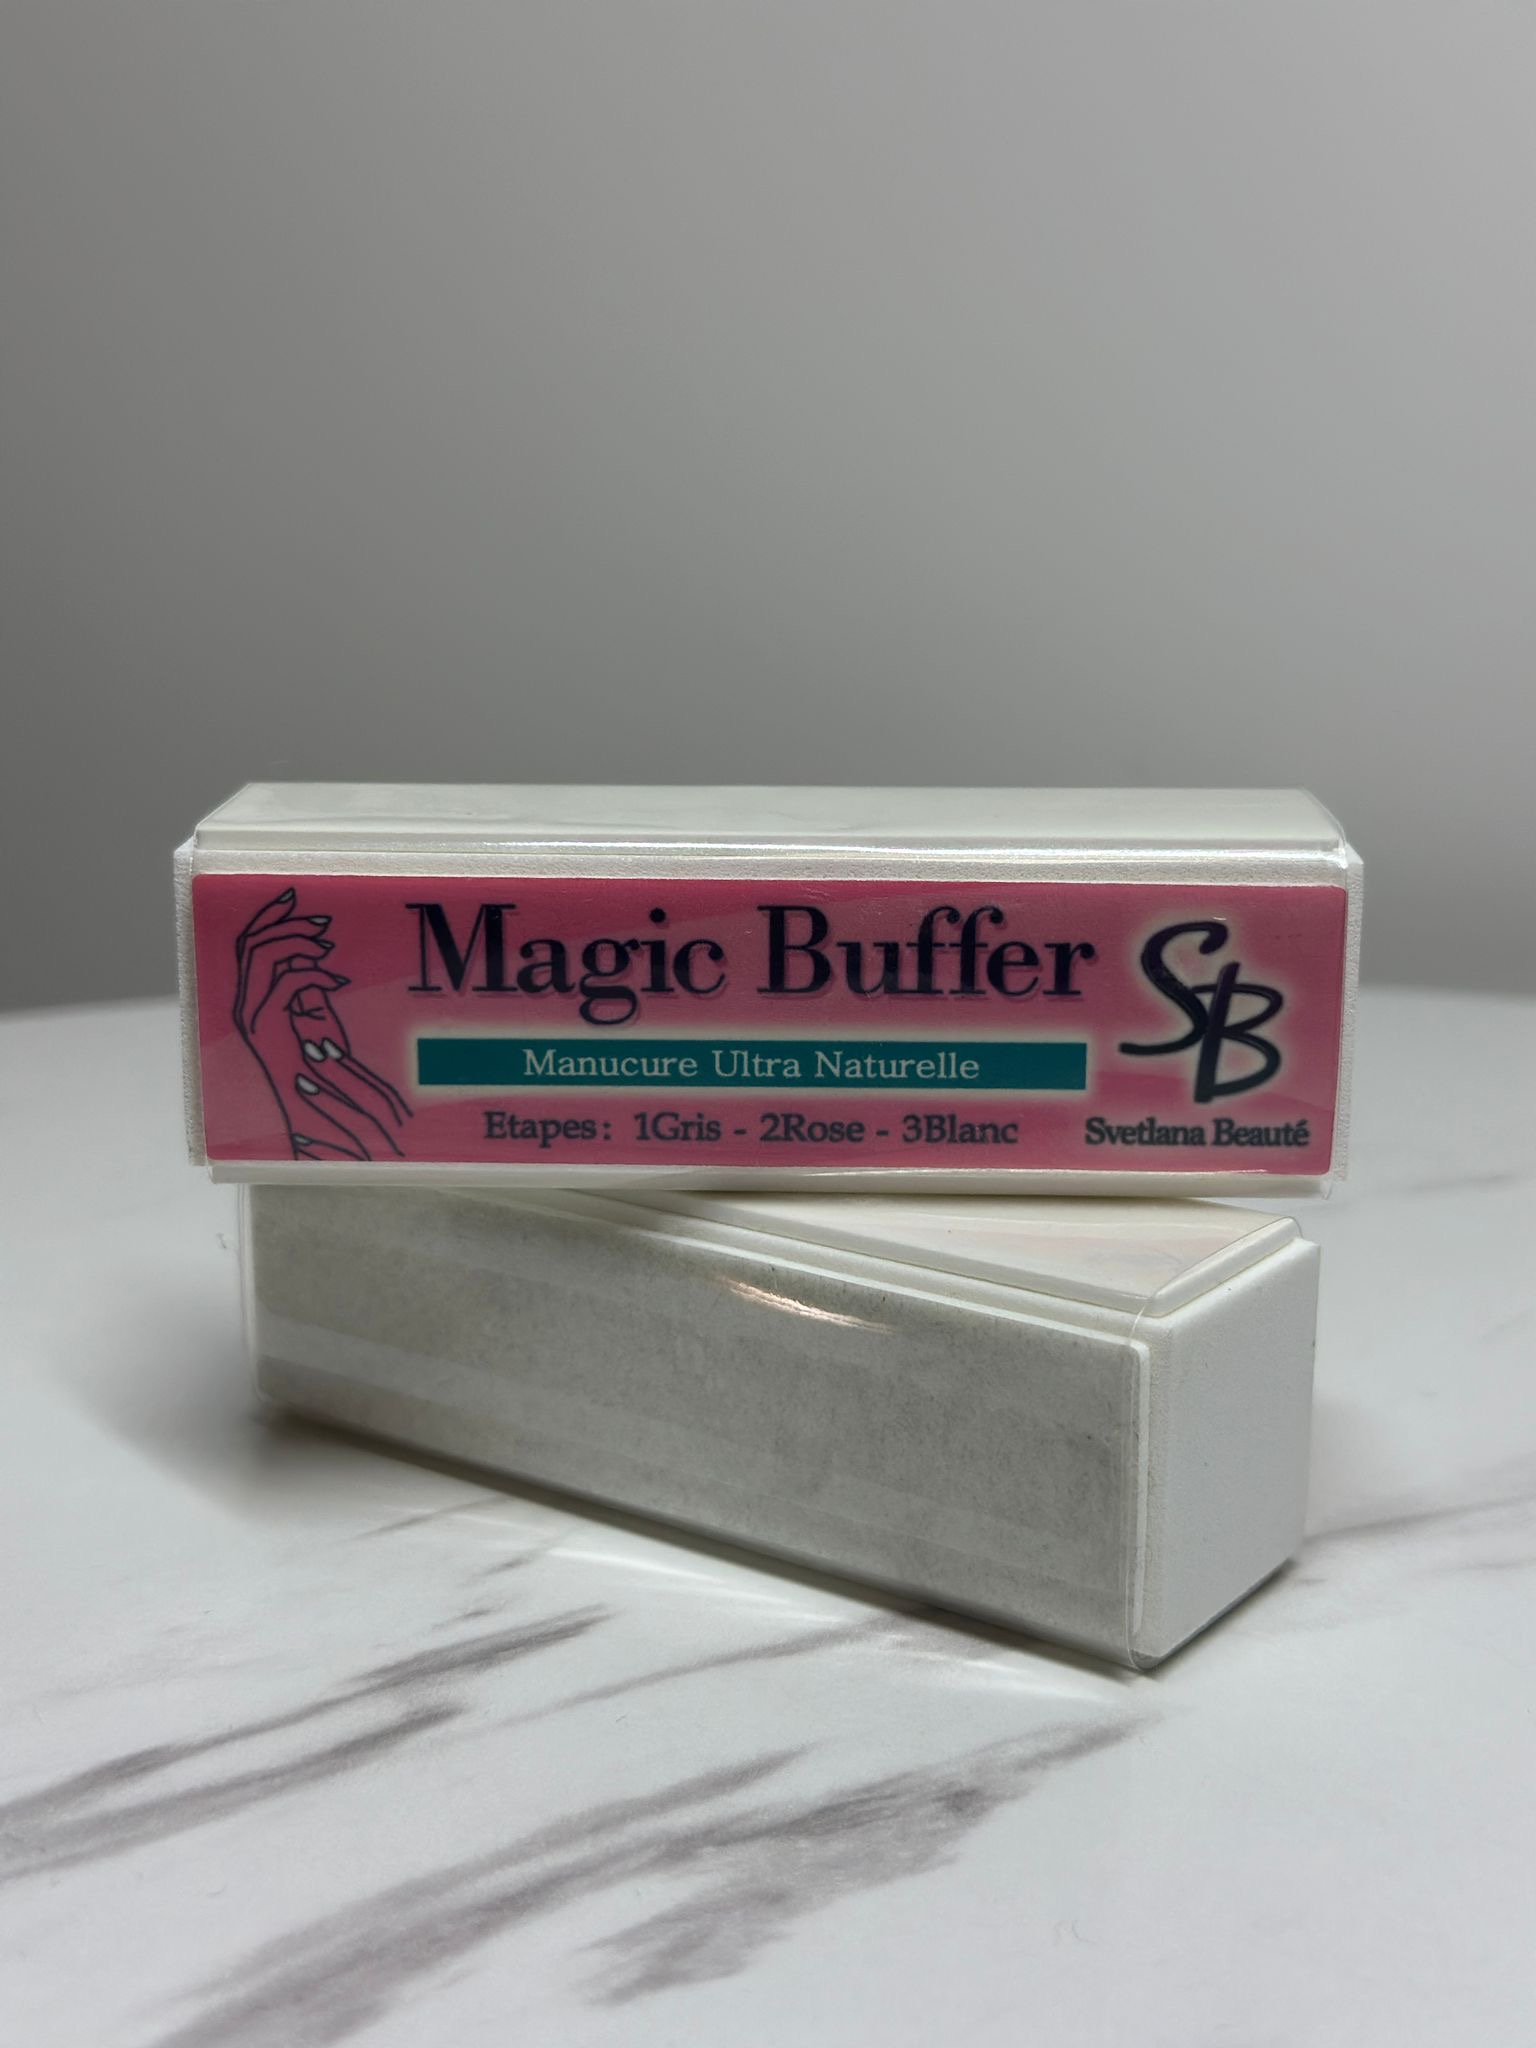 Magic Buffer
SB
Manucure Ultra Naturelle
Etapes: 1Gris - 2Rose - 3Blanc
Svetlana Beauté